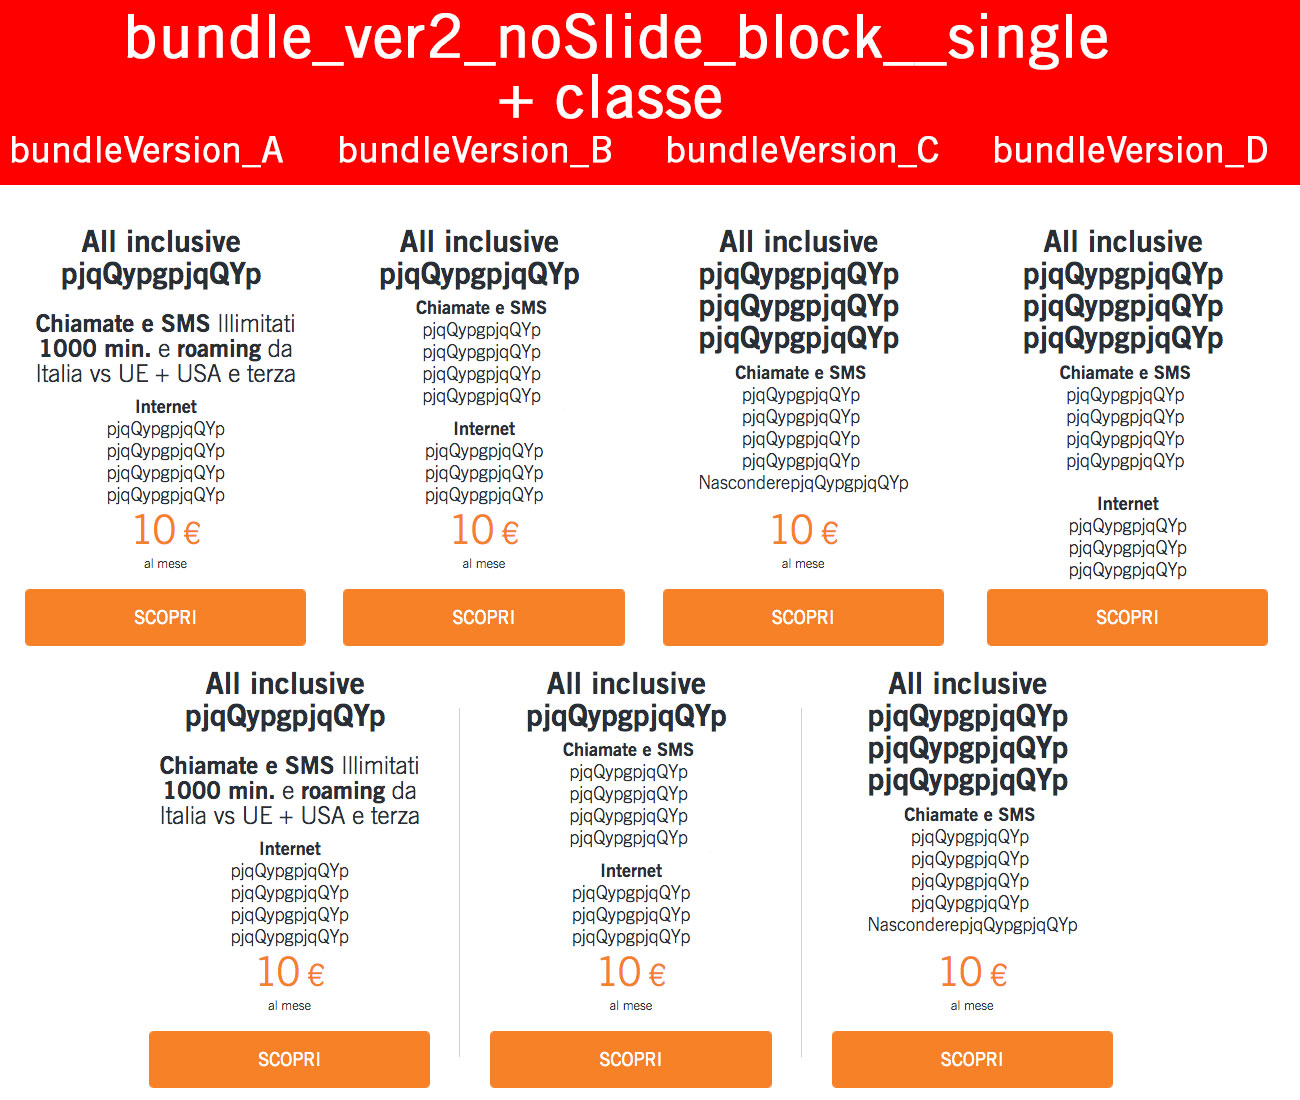 bundle_ver2_noSlide_block__single
+ classe
bundleVersion_A
bundleVersion_B
bundleVersion_C
bundleVersion_D
All inclusive
pjqQypgpjqQYp
Chiamate e SMS Illimitati
1000 min. e roaming da
Italia vs UE + USA e terza
Internet
pjqQypgpjqQYp
pjqQypgpjqQYp
pjqQypgpjqQYp
pjqQypgpjqQYp
10 €
al mese
SCOPRI
All inclusive
pjqQypgpjqQYp
Chiamate e SMS
pjqQypgpjqQYp
pjqQypgpjqQYp
pjqQypgpjqQYp
pjqQypgpjqQYp
Internet
pjqQypgpjqQYp
pjqQypgpjqQYp
pjqQypgpjqQYp
10 €
al mese
SCOPRI
All inclusive
pjqQypgpjqQYp
pjqQypgpjqQYp
pjqQypgpjqQYp
Chiamate e SMS
pjqQypgpjqQYp
pjqQypgpjqQYp
pjqQypgpjqQYp
pjqQypgpjqQYp
NasconderepjqQypgpjqQYp
10 €
al mese
SCOPRI
All inclusive
pjqQypgpjqQYp
pjqQypgpjqQYp
pjqQypgpjqQYp
Chiamate e SMS
pjqQypgpjqQYp
pjqQypgpjqQYp
pjqQypgpjqQYp
pjqQypgpjqQYp
Internet
pjqQypgpjqQYp
pjqQypgpjqQYp
pjqQypgpjqQYp
SCOPRI
All inclusive
pjqQypgpjqQYp
Chiamate e SMS Illimitati
1000 min. e roaming da
Italia vs UE + USA e terza
Internet
pjqQypgpjqQYp
pjqQypgpjqQYp
pjqQypgpjqQYp
pjqQypgpjqQYp
10 €
al mese
SCOPRI
All inclusive
pjqQypgpjqQYp
Chiamate e SMS
pjqQypgpjqQYp
pjqQypgpjqQYp
pjqQypgpjqQYp
pjqQypgpjqQYp
Internet
pjqQypgpjqQYp
pjqQypgpjqQYp
pjqQypgpjqQYp
10 €
al mese
SCOPRI
All inclusive
pjqQypgpjqQYp
pjqQypgpjqQYp
pjqQypgpjqQYp
Chiamate e SMS
pjqQypgpjqQYp
pjqQypgpjqQYp
pjqQypgpjqQYp
pjqQypgpjqQYp
NasconderepjqQypgpjqQYp
10 €
al mese
SCOPRI